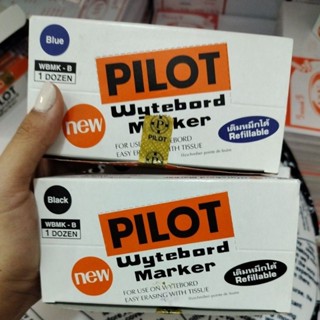 Blue
WBMK - B
1 DOZEN
PILOT
new
Wytebord
Marker
PILOT
เติมหมึกได้
Refillable
FOR USE ON WYTEBORD
EASY ERASING WITH TISSUE
Black
WBMK - B
1 DOZEN
PILOT
new
Wytebord
Marker
เติมหมึกได้
Refillable
FOR USE ON WYTEBORD
EASY ERASING WITH TISSUE